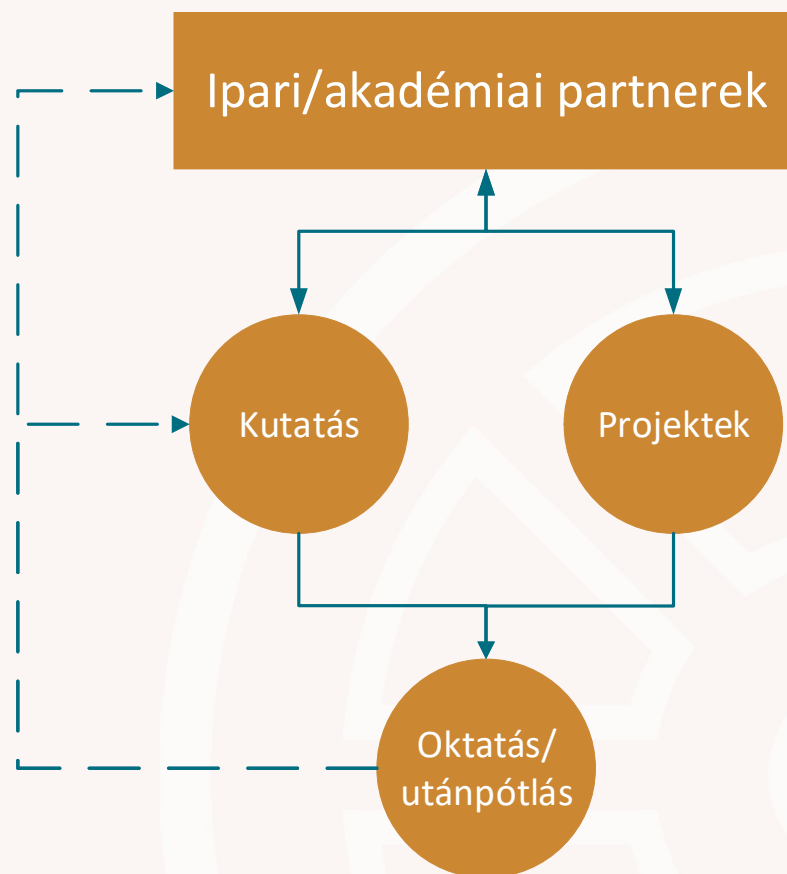 Ipari/akadémiai partnerek
Kutatás
Projektek
Oktatás/
utánpótlás